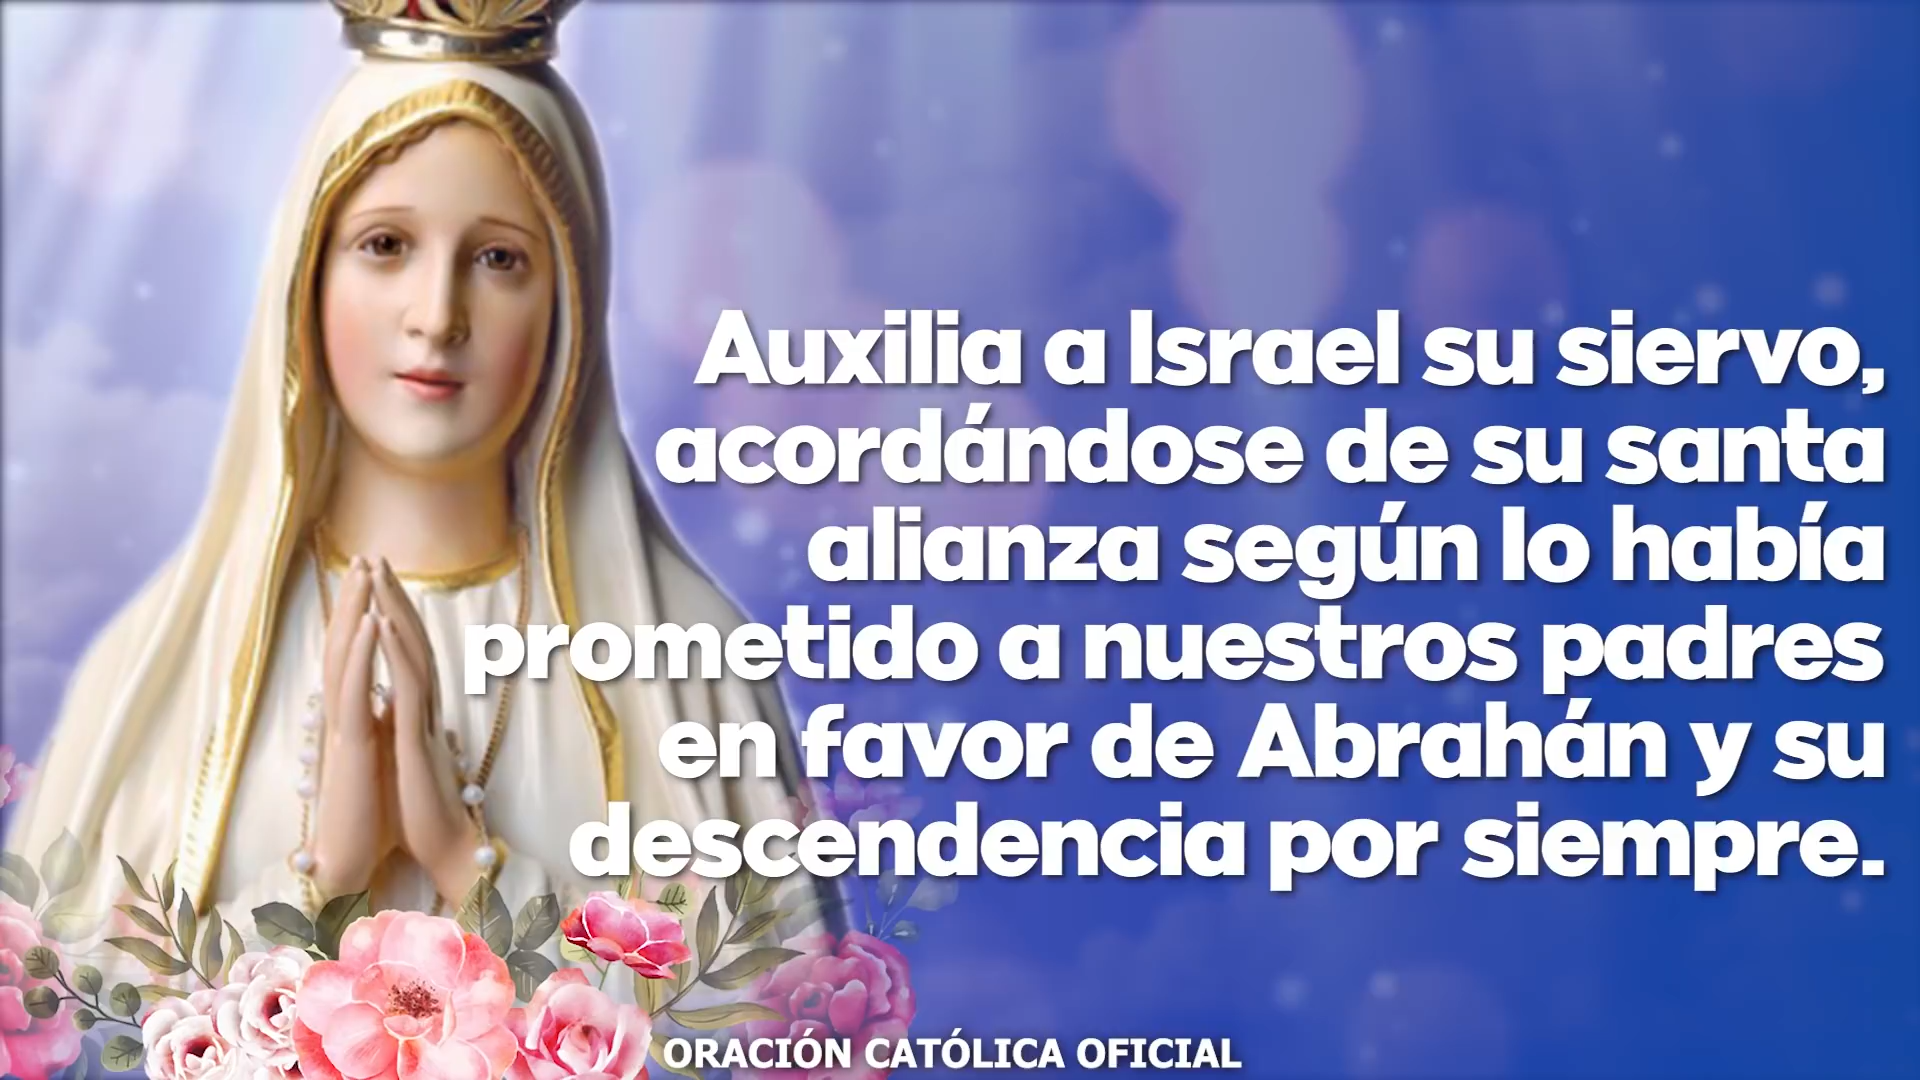 Auxilia a Israel su siervo,
acordándose de su santa
alianza según lo había
prometido a nuestros padres
en favor de Abrahán y su
descendencia por siempre.
ORACIÓN CATÓLICA OFICIAL